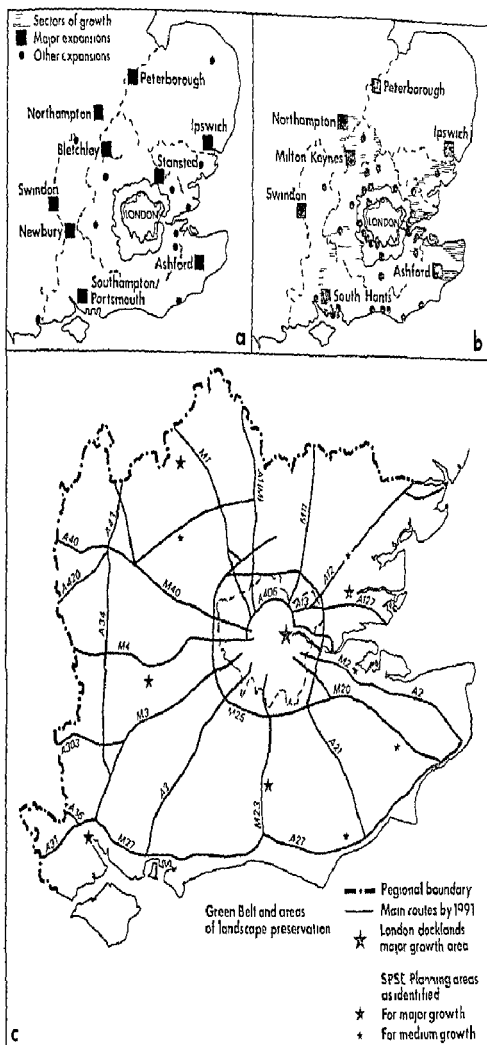 Sectors of growth
Major expansions
Other expansions
Peterborough
Northampton
Ipswich
Bletchley
Stansted
Swindon
LONDON
Newbury
Ashford
Southampton/
Portsmouth
a
Peterborough
Northampton
Ipswich
Milton Keynes
Swindon
LONDON
Ashford
South Hants
b
M1
A1(M)
M11
A43
A40
A420
M40
A12
A406
A13
A127
A34
M4
M2
M20
A2
M3
M25
A303
A21
A3
M23
A36
A31
M27
A27
Green Belt and areas
of landscape preservation
Regional boundary
Main routes by 1991
London docklands
major growth area
SPSE Planning areas
as identified
For major growth
For medium growth
c